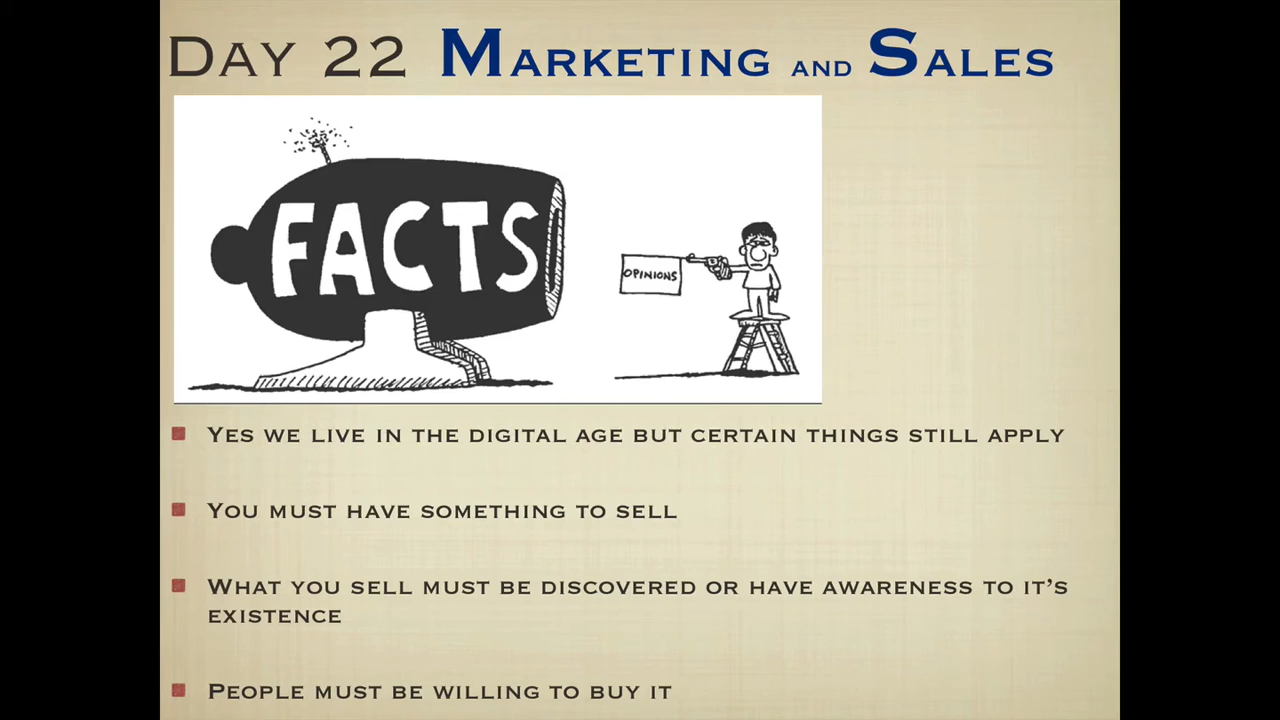 Day 22 Marketing and Sales
FACTS
OPINIONS
Yes we live in the digital age but certain things still apply
You must have something to sell
What you sell must be discovered or have awareness to it's
existence
People must be willing to buy it